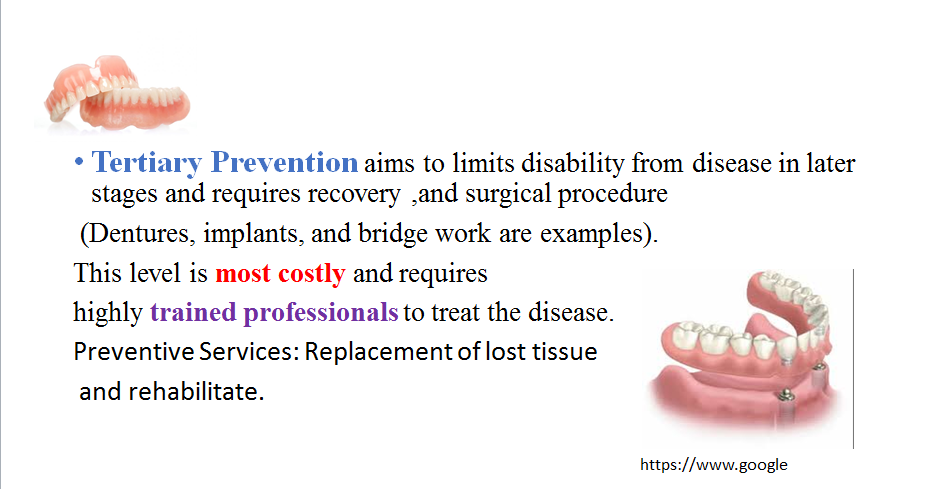 • Tertiary Prevention aims to limits disability from disease in later
stages and requires recovery ,and surgical procedure
(Dentures, implants, and bridge work are examples).
This level is most costly and requires
highly trained professionals to treat the disease.
Preventive Services: Replacement of lost tissue
and rehabilitate.
https://www.google